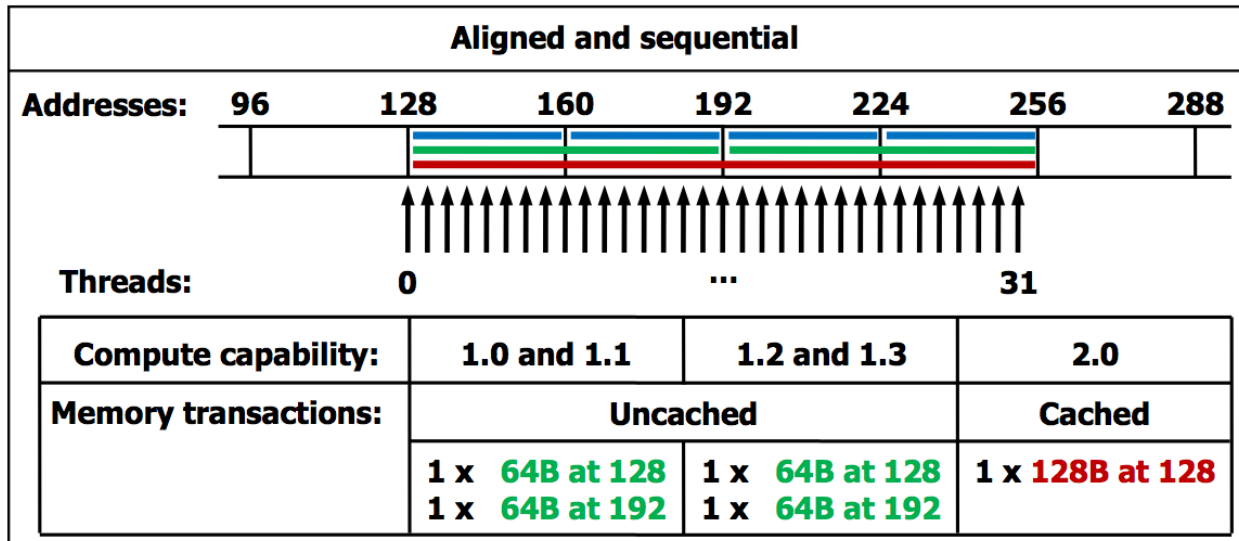 Aligned and sequential
Addresses: 96 128 160 192 224 256 288
Threads: 0 ... 31
Compute capability: 1.0 and 1.1 1.2 and 1.3 2.0
Memory transactions: Uncached Cached
1 x 64B at 128 1 x 64B at 128 1 x 128B at 128
1 x 64B at 192 1 x 64B at 192